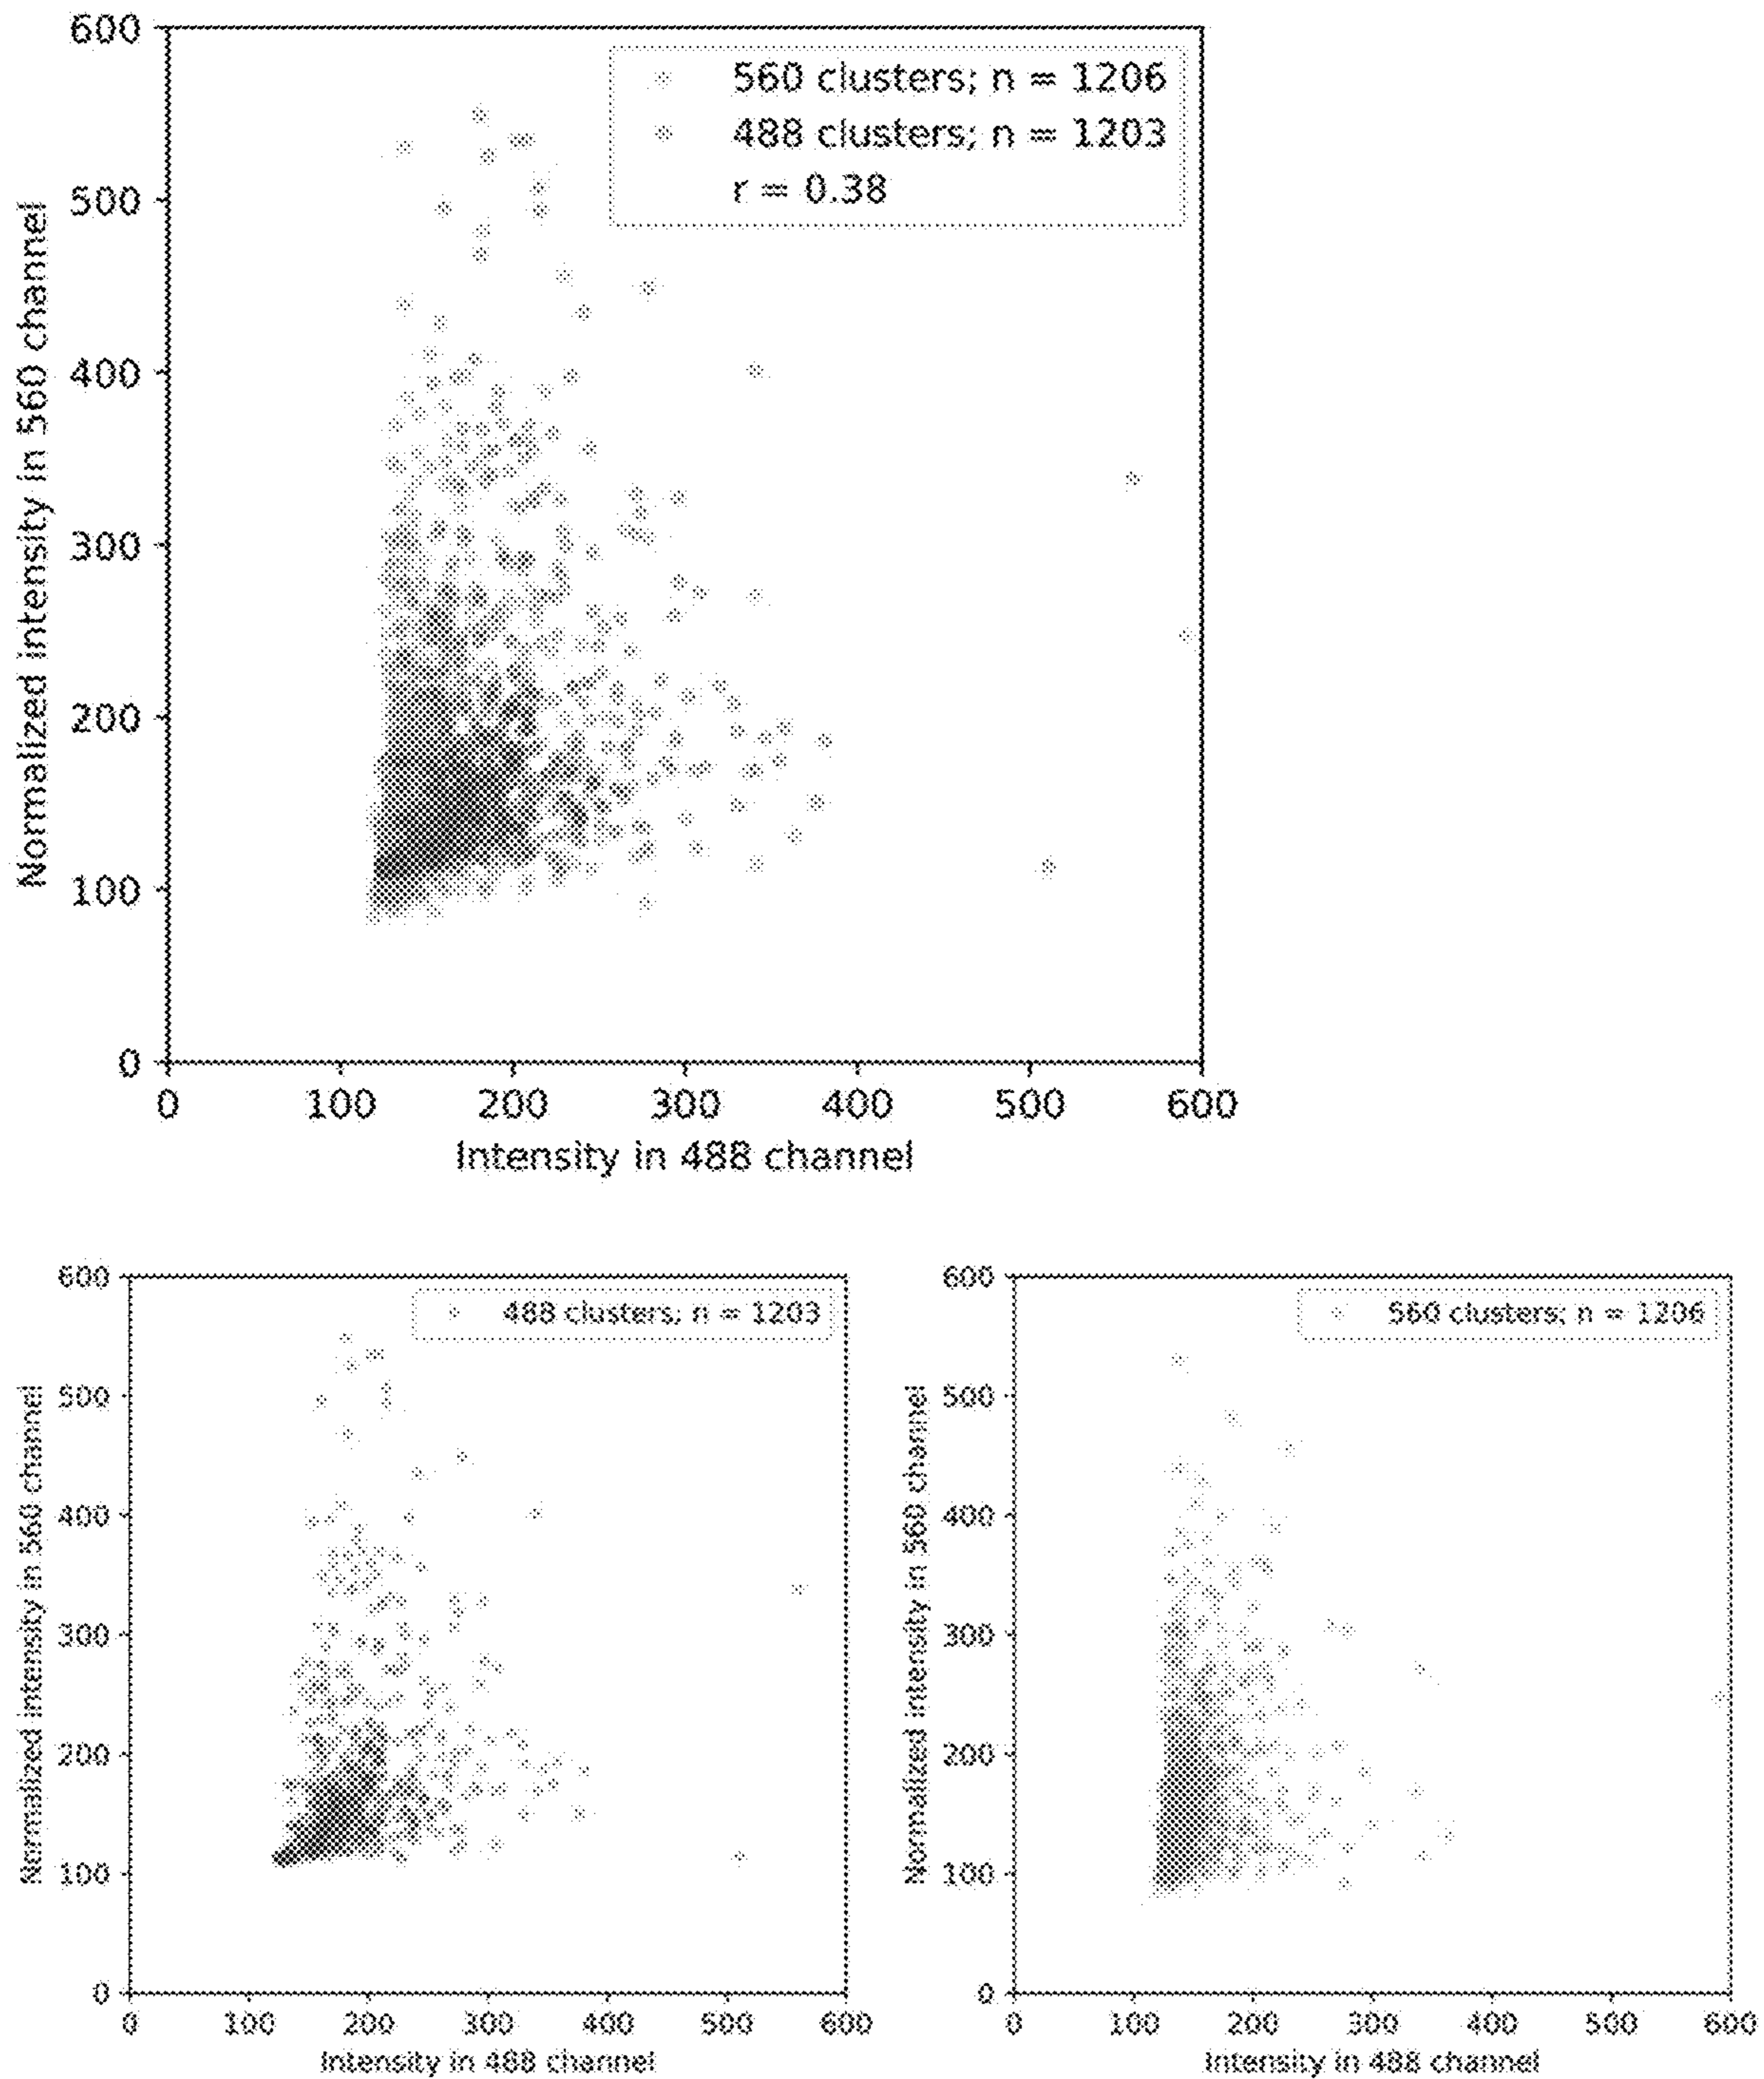 Normalized intensity in 560 channel
600
500
400
300
200
100
0
560 clusters; n = 1206
488 clusters; n = 1203
r = 0.38
0 100 200 300 400 500 600
Intensity in 488 channel
Normalized intensity in 560 channel
600
500
400
300
200
100
0
488 clusters; n = 1203
0 100 200 300 400 500 600
Intensity in 488 channel
Normalized intensity in 560 channel
600
500
400
300
200
100
0
560 clusters; n = 1206
0 100 200 300 400 500 600
Intensity in 488 channel